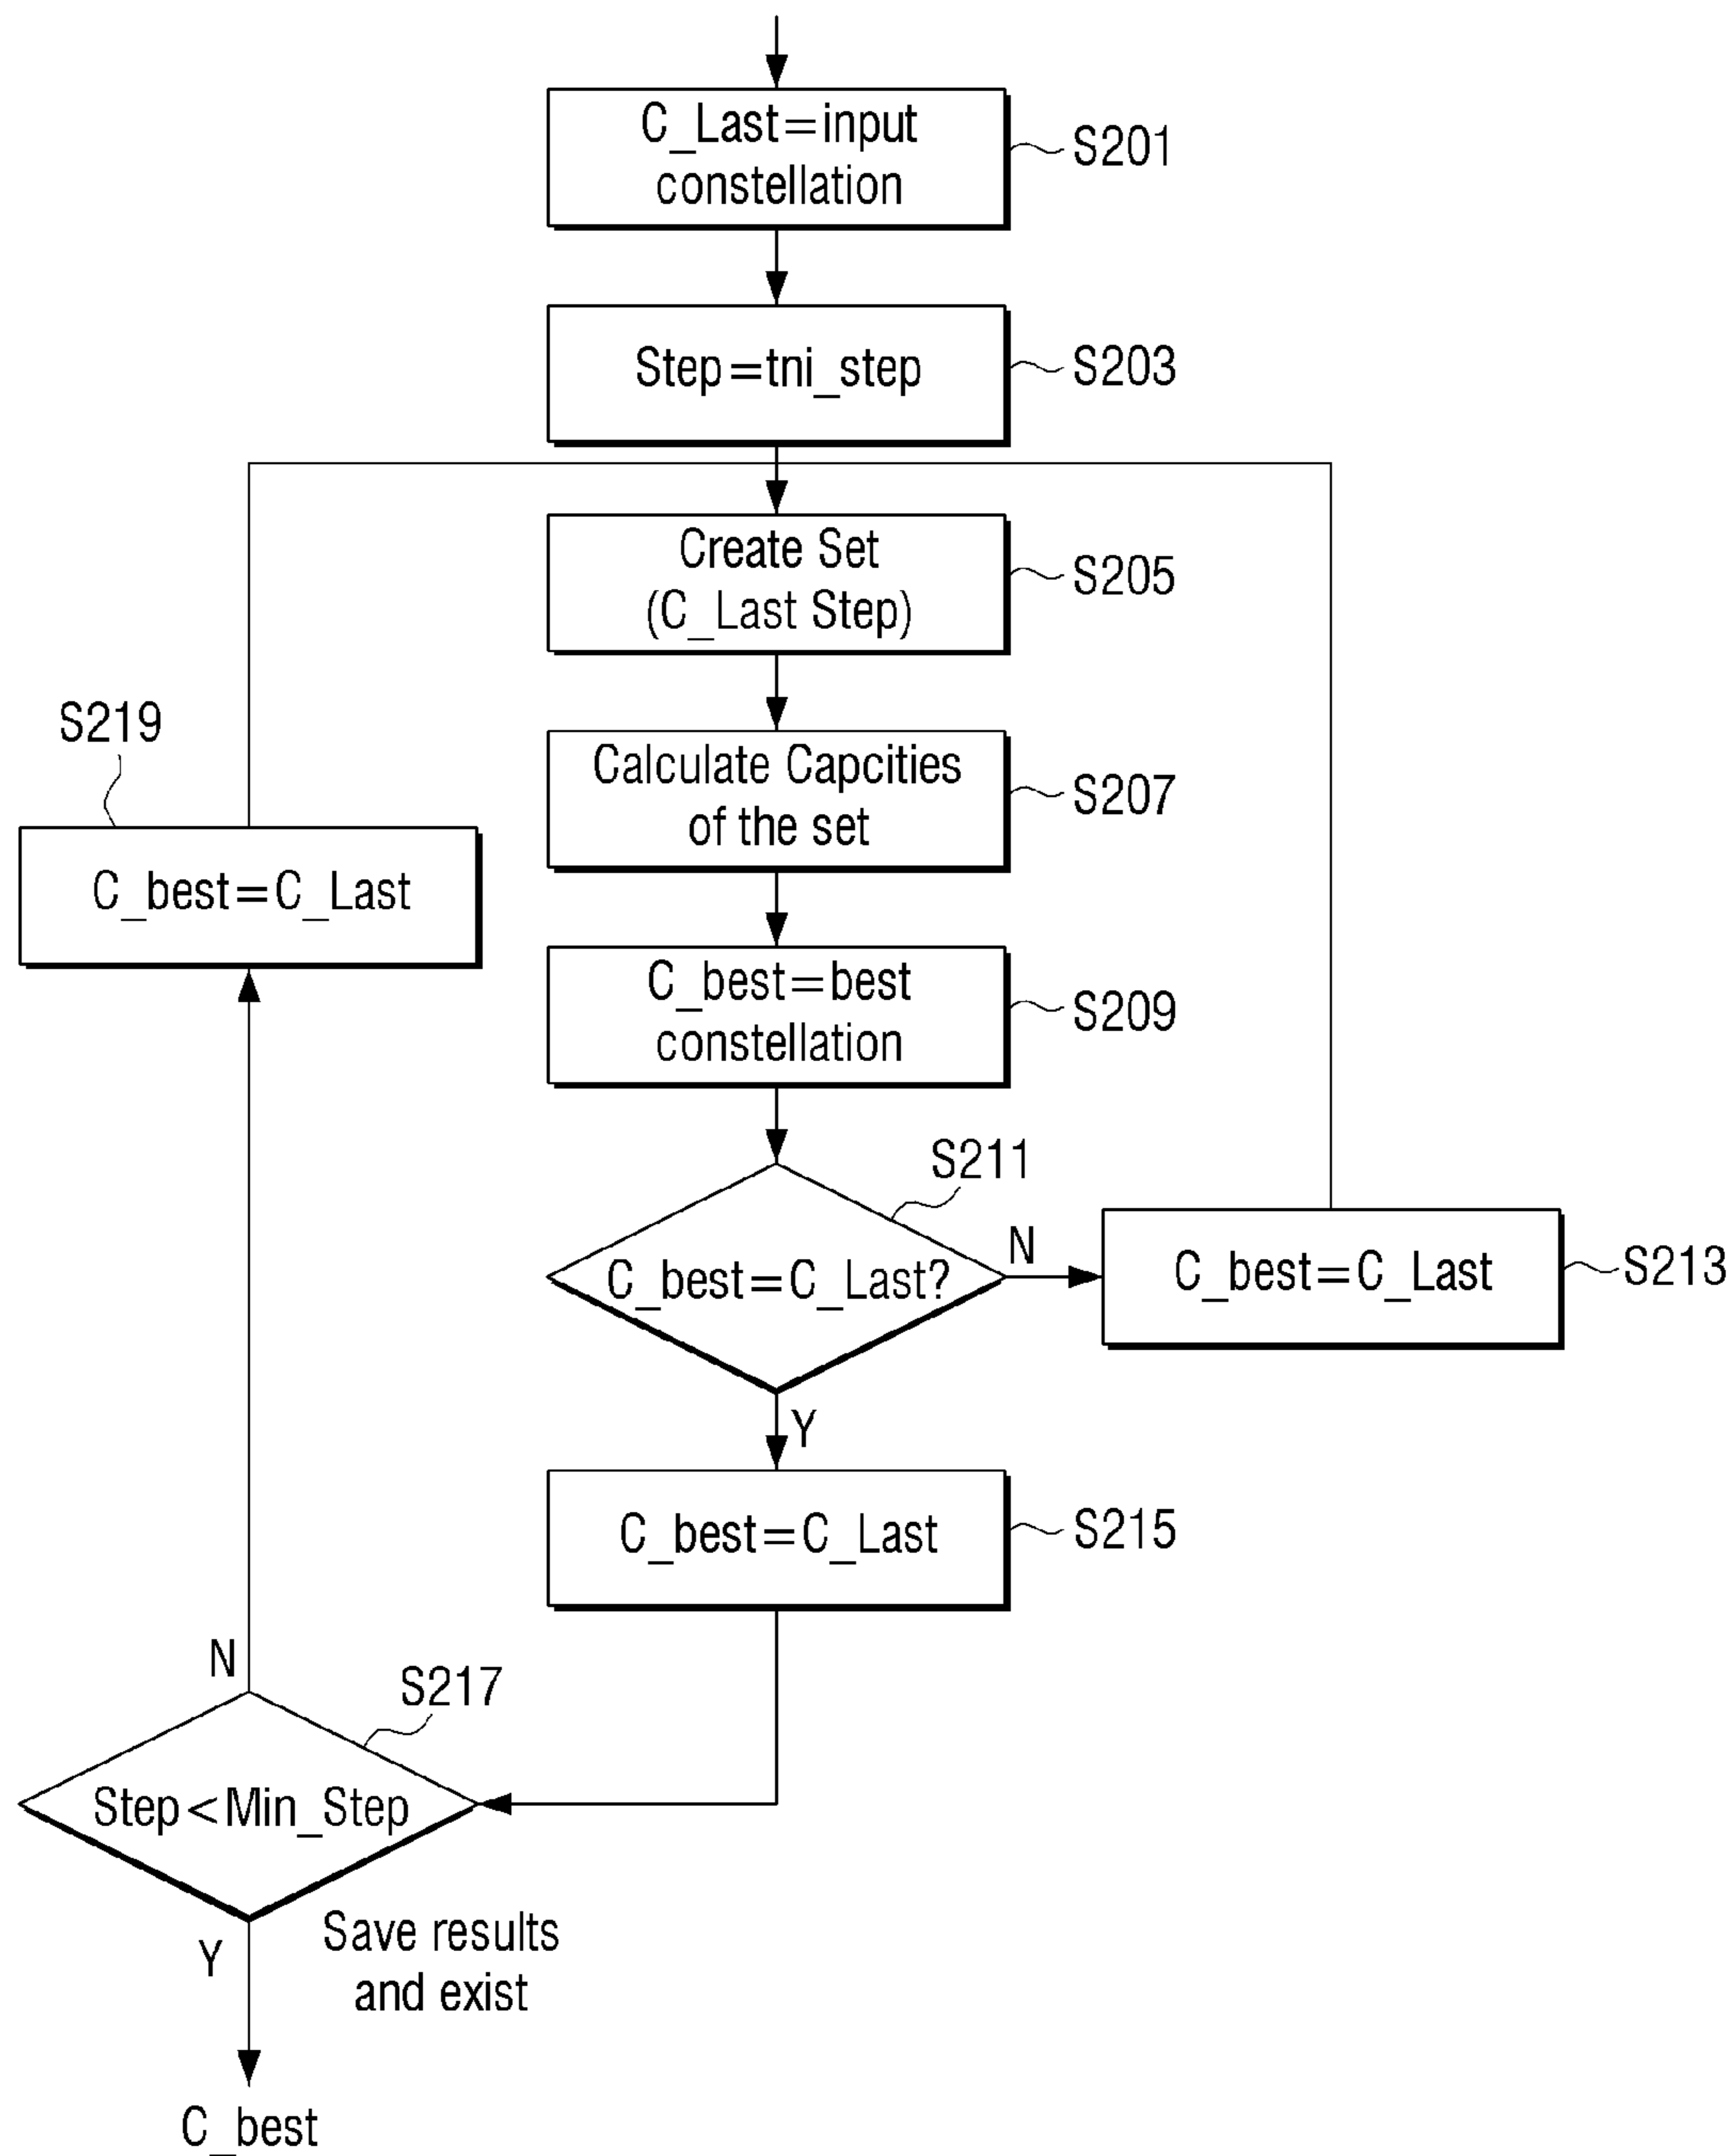 C_Last=input
constellation
S201
Step=tni_step
S203
Create Set
(C_Last Step)
S205
S219
Calculate Capcities
of the set
S207
C_best=C_Last
C_best=best
constellation
S209
S211
C_best=C_Last?
N
C_best=C_Last
S213
Y
C_best=C_Last
S215
N
S217
Step<Min_Step
Y
Save results
and exist
C_best